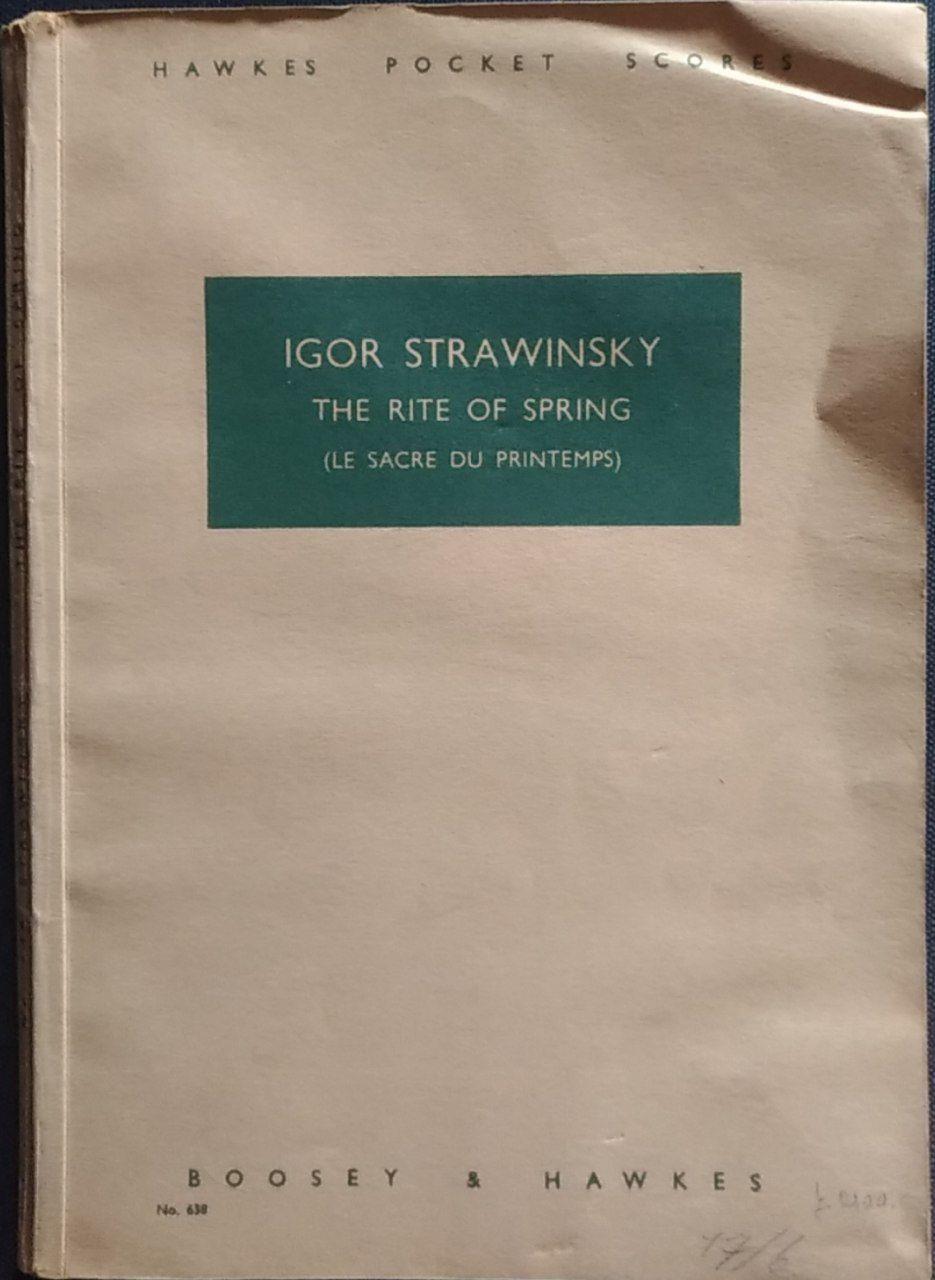 HAWKES POCKET SCORES
IGOR STRAWINSKY
THE RITE OF SPRING
(LE SACRE DU PRINTEMPS)
BOOSEY & HAWKES
No. 638
17/6